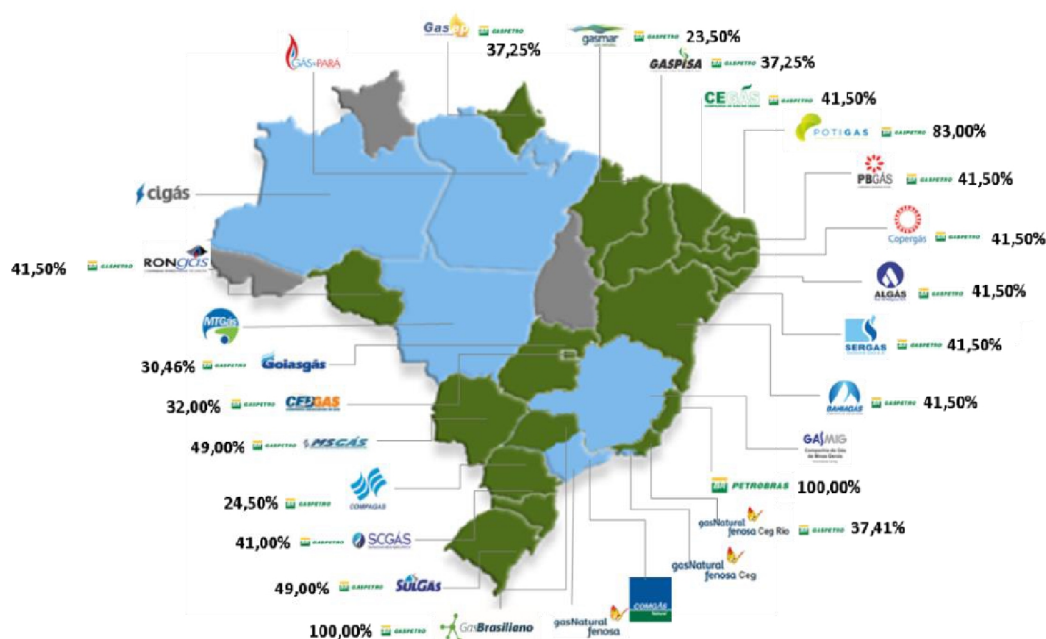 Gasap GASPETRO
37,25%
gasmar GASPETRO 23,50%
GÁS DO PARÁ
GASPISA GASPETRO 37,25%
CEGÁS GASPETRO 41,50%
POTIGAS GASPETRO 83,00%
PBGÁS GASPETRO 41,50%
cigás
Copergás GASPETRO 41,50%
41,50% GASPETRO RONGÁS
ALGÁS GASPETRO 41,50%
MTGás
SERGAS GASPETRO 41,50%
30,46% GASPETRO Goiasgás
32,00% GASPETRO CEBGAS
BAHIAGÁS GASPETRO 41,50%
49,00% GASPETRO MSGÁS
GASMIG
Companhia de Gás
de Minas Gerais
24,50% GASPETRO COMPAGAS
BR PETROBRAS 100,00%
gasNatural
fenosa Ceg Rio GASPETRO 37,41%
41,00% GASPETRO SCGÁS
gasNatural
fenosa Ceg
49,00% GASPETRO SULGÁS
COMGÁS
100,00% GASPETRO GasBrasiliano
gasNatural
fenosa